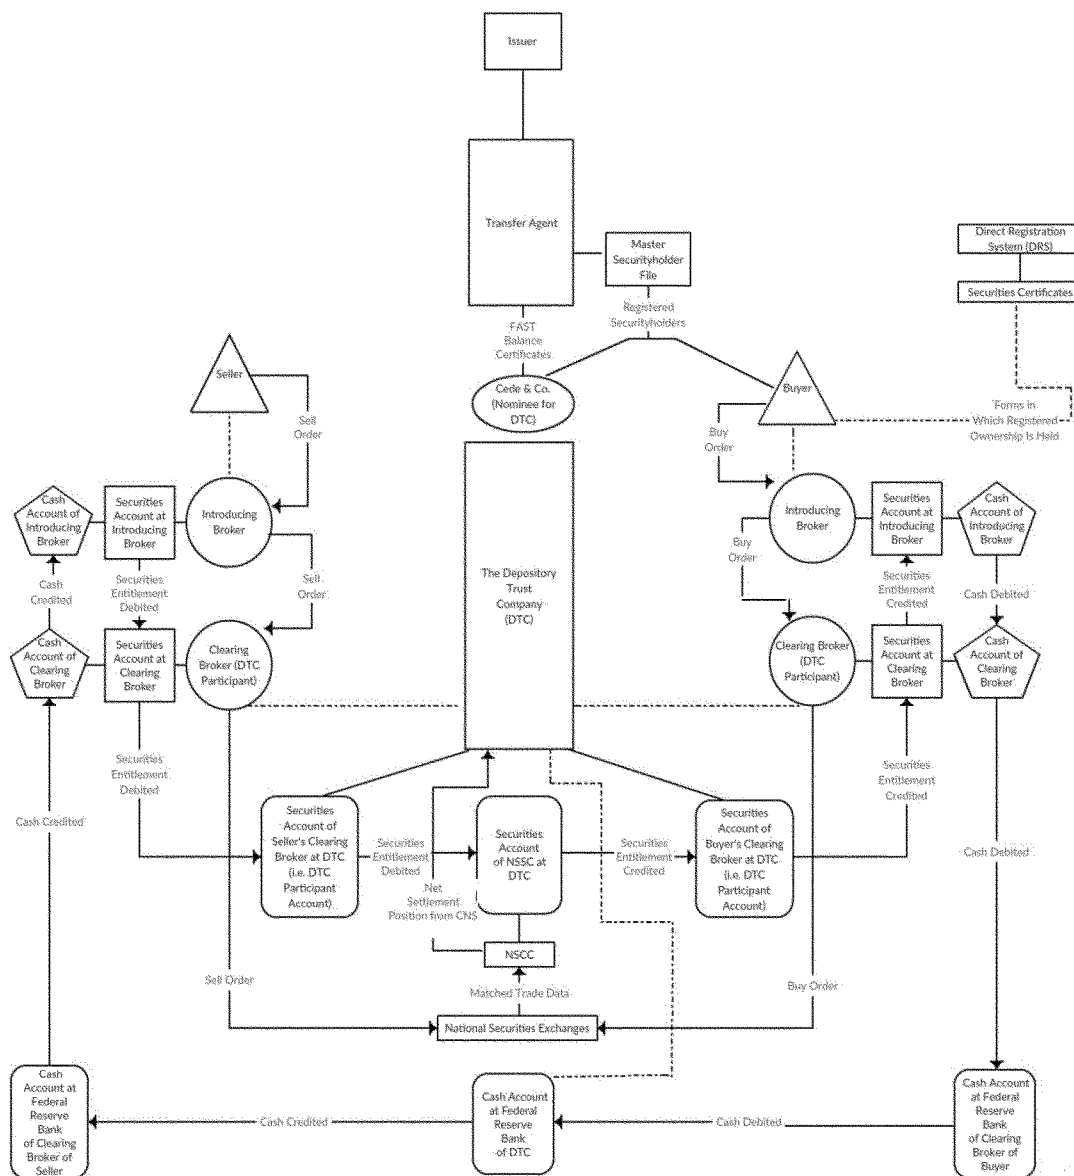 Issuer
Transfer Agent
Master
Securityholder
File
Direct Registration
System (DRS)
Securities Certificates
Registered
Securityholders
FAST
Balance
Certificates
Seller
Cede & Co.
(Nominee for
DTC)
Buyer
Sell
Order
Buy
Order
Forms in
Which Registered
Ownership Is Held
Cash
Account of
Introducing
Broker
Securities
Account at
Introducing
Broker
Introducing
Broker
Introducing
Broker
Securities
Account at
Introducing
Broker
Cash
Account of
Introducing
Broker
Cash
Credited
Securities
Entitlement
Debited
Sell
Order
The Depository
Trust
Company
(DTC)
Buy
Order
Securities
Entitlement
Credited
Cash Debited
Cash
Account of
Clearing
Broker
Securities
Account at
Clearing
Broker
Clearing
Broker (DTC
Participant)
Clearing Broker
(DTC
Participant)
Securities
Account at
Clearing
Broker
Cash
Account of
Clearing
Broker
Securities
Entitlement
Debited
Securities
Entitlement
Credited
Cash Credited
Securities
Account of
Seller's Clearing
Broker at DTC
(i.e. DTC
Participant
Account)
Securities
Entitlement
Debited
Securities
Account
of NSSC at
DTC
Securities
Entitlement
Credited
Securities
Account of
Buyer's Clearing
Broker at DTC
(i.e. DTC
Participant
Account)
Cash Debited
Net
Settlement
Position from CNS
NSCC
Sell Order
Matched Trade Data
Buy Order
National Securities Exchanges
Cash
Account at
Federal
Reserve
Bank
of Clearing
Broker of
Seller
Cash Credited
Cash Account
at Federal
Reserve
Bank
of DTC
Cash Debited
Cash Account
at Federal
Reserve
Bank
of Clearing
Broker of
Buyer